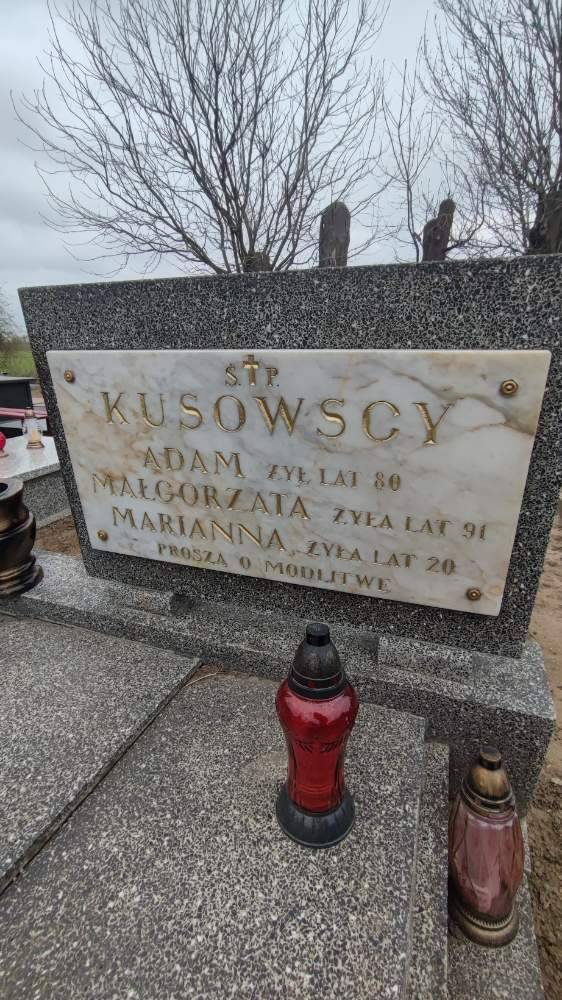 Ś.✝P.
KUSOWSCY
ADAM ŻYŁ LAT 80
MAŁGORZATA ŻYŁA LAT 91
MARIANNA ŻYŁA LAT 20
PROSZĄ O MODLITWĘ